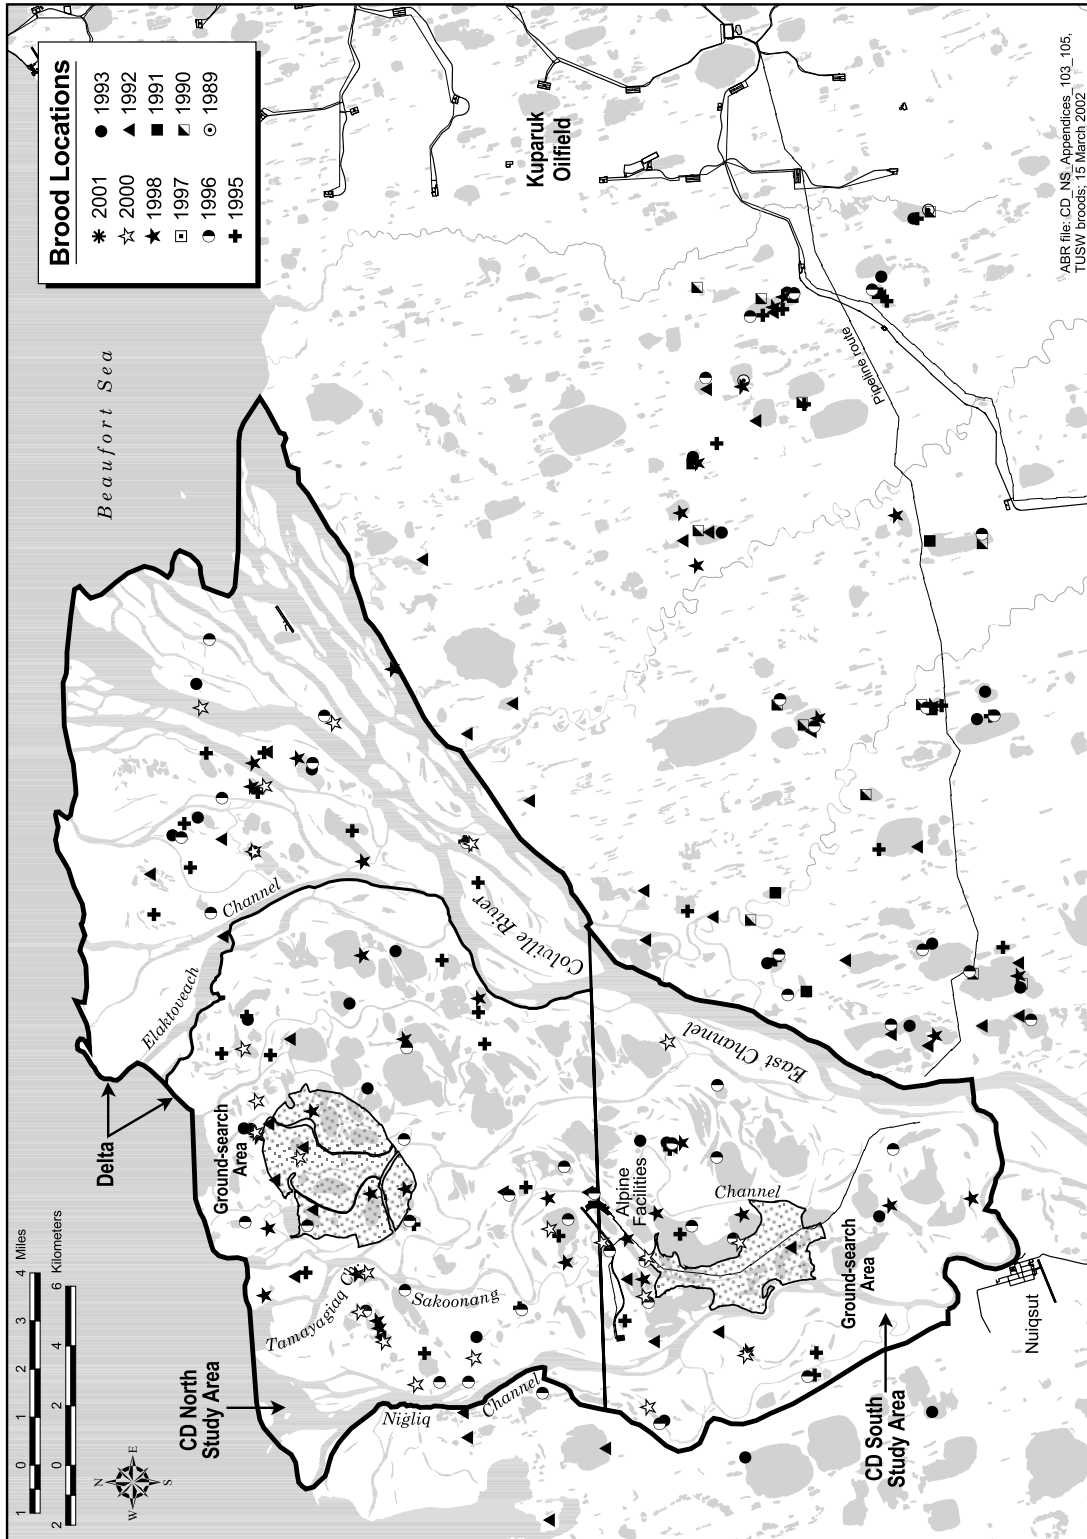 Brood Locations
2001
2000
1998
1997
1996
1995
1993
1992
1991
1990
1989
Beaufort Sea
Kuparuk
Oilfield
Pipeline route
Elaktoveach
Channel
Colville River
Delta
Ground-search
Area
Tamayagiaq Ch
Sakoonang
Nigliq
Channel
CD North
Study Area
East Channel
Alpine
Facilities
Channel
Ground-search
Area
CD South
Study Area
Nuiqsut
1 0 1 2 3 4 Miles
2 0 2 4 6 Kilometers
N
E
S
W
ABR file: CD_NS_Appendices_103_105,
TUSW broods; 15 March 2002